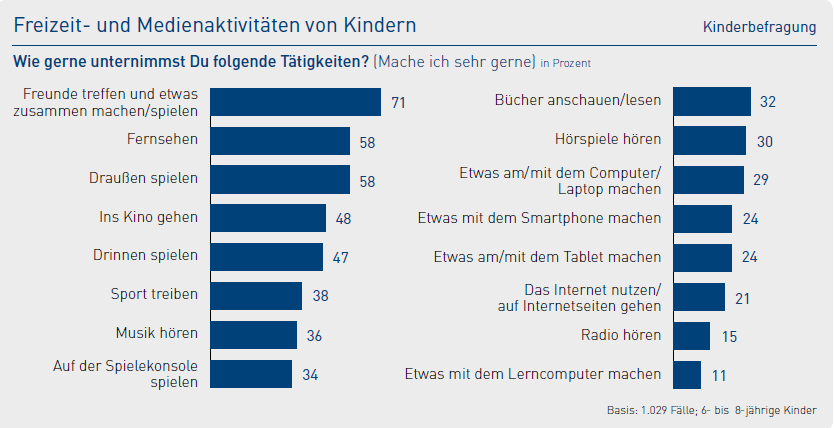 Freizeit- und Medienaktivitäten von Kindern
Kinderbefragung
Wie gerne unternimmst Du folgende Tätigkeiten? (Mache ich sehr gerne) in Prozent
Freunde treffen und etwas
zusammen machen/spielen
71
Fernsehen
58
Draußen spielen
58
Ins Kino gehen
48
Drinnen spielen
47
Sport treiben
38
Musik hören
36
Auf der Spielekonsole
spielen
34
Bücher anschauen/lesen
32
Hörspiele hören
30
Etwas am/mit dem Computer/
Laptop machen
29
Etwas mit dem Smartphone machen
24
Etwas am/mit dem Tablet machen
24
Das Internet nutzen/
auf Internetseiten gehen
21
Radio hören
15
Etwas mit dem Lerncomputer machen
11
Basis: 1.029 Fälle; 6- bis 8-jährige Kinder